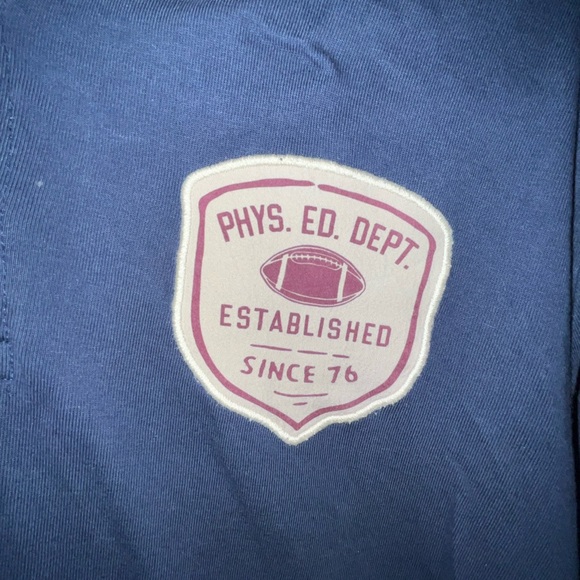 PHYS. ED. DEPT.
ESTABLISHED
SINCE 76